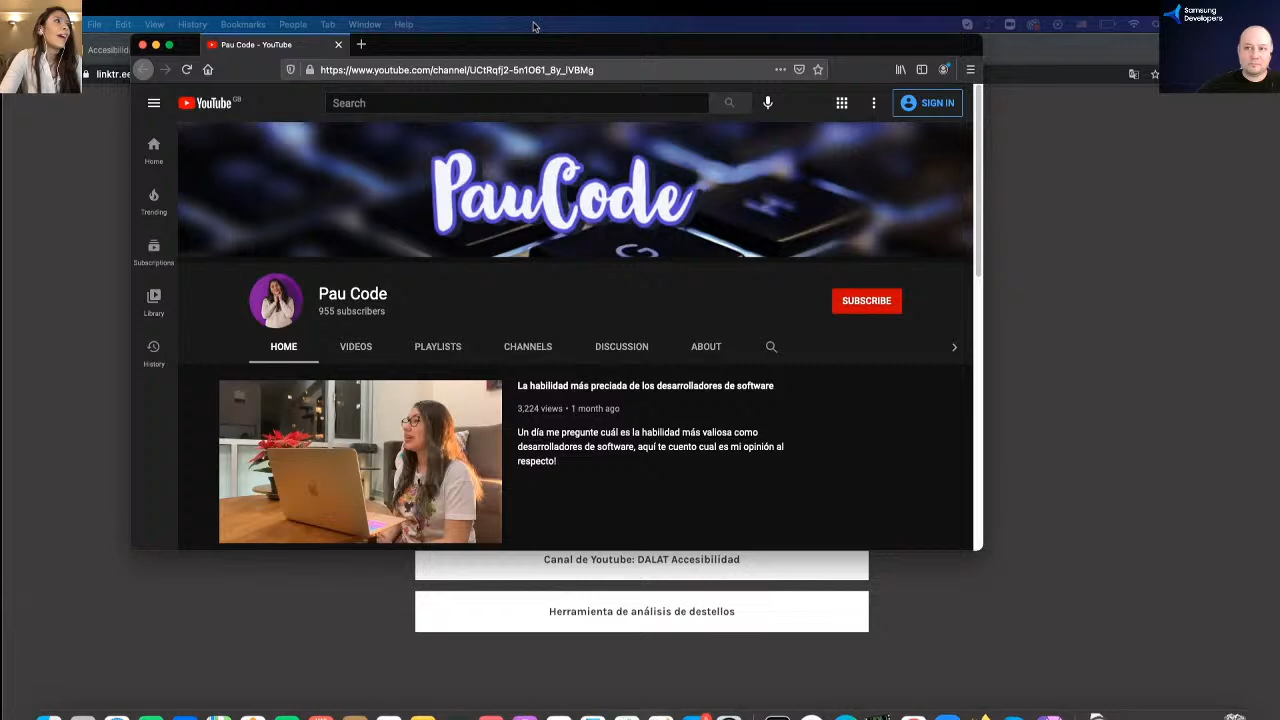 File Edit View History Bookmarks People Tab Window Help
Samsung
Developers
Accesibilid
Pau Code - YouTube
linktr.ee
https://www.youtube.com/channel/UCtRqfj2-5n1O61_8y_lVBMg
YouTube GB
Search
SIGN IN
Home
Trending
Subscriptions
Library
History
PauCode
Pau Code
955 subscribers
SUBSCRIBE
HOME VIDEOS PLAYLISTS CHANNELS DISCUSSION ABOUT
La habilidad más preciada de los desarrolladores de software
3,224 views • 1 month ago
Un día me pregunte cuál es la habilidad más valiosa como
desarrolladores de software, aquí te cuento cual es mi opinión al
respecto!
Canal de Youtube: DALAT Accesibilidad
Herramienta de análisis de destellos